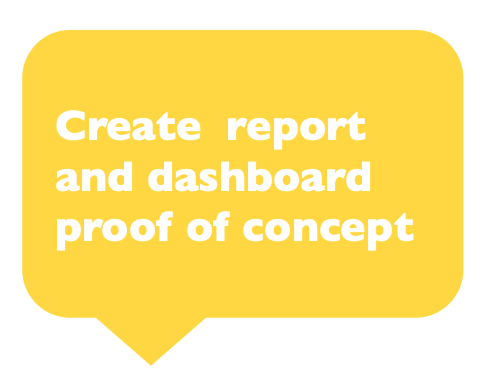 Create  report
and dashboard
proof of concept